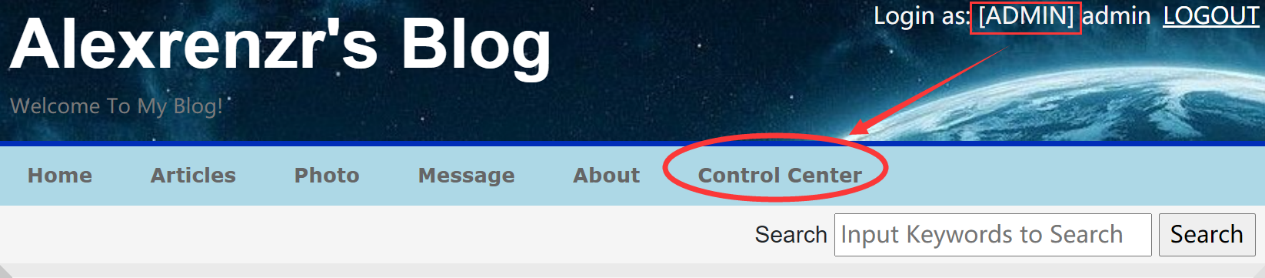 Login as: [ADMIN] admin LOGOUT
Alexrenzr's Blog
Welcome To My Blog!
Home Articles Photo Message About Control Center
Search Input Keywords to Search Search